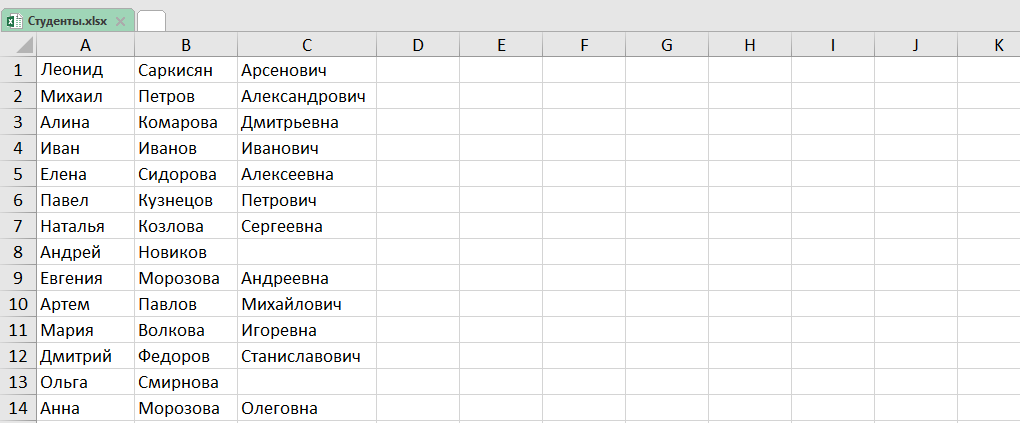 Студенты.xlsx
A B C D E F G H I J K
1 Леонид Саркисян Арсенович
2 Михаил Петров Александрович
3 Алина Комарова Дмитрьевна
4 Иван Иванов Иванович
5 Елена Сидорова Алексеевна
6 Павел Кузнецов Петрович
7 Наталья Козлова Сергеевна
8 Андрей Новиков
9 Евгения Морозова Андреевна
10 Артем Павлов Михайлович
11 Мария Волкова Игоревна
12 Дмитрий Федоров Станиславович
13 Ольга Смирнова
14 Анна Морозова Олеговна